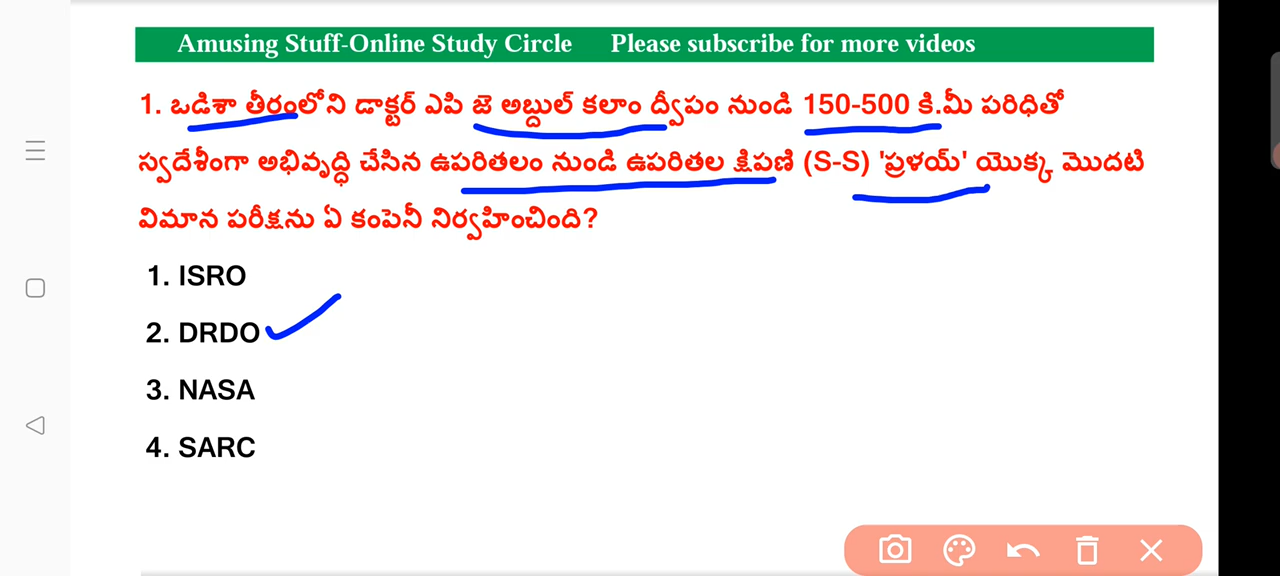 Amusing Stuff-Online Study Circle Please subscribe for more videos
1. ఒడిశా తీరంలోని డాక్టర్ ఎపి జె అబ్దుల్ కలాం ద్వీపం నుండి 150-500 కి.మీ పరిధితో
స్వదేశీంగా అభివృద్ధి చేసిన ఉపరితలం నుండి ఉపరితల క్షిపణి (S-S) 'ప్రళయ్' యొక్క మొదటి
విమాన పరీక్షను ఏ కంపెనీ నిర్వహించింది?
1. ISRO
2. DRDO
3. NASA
4. SARC